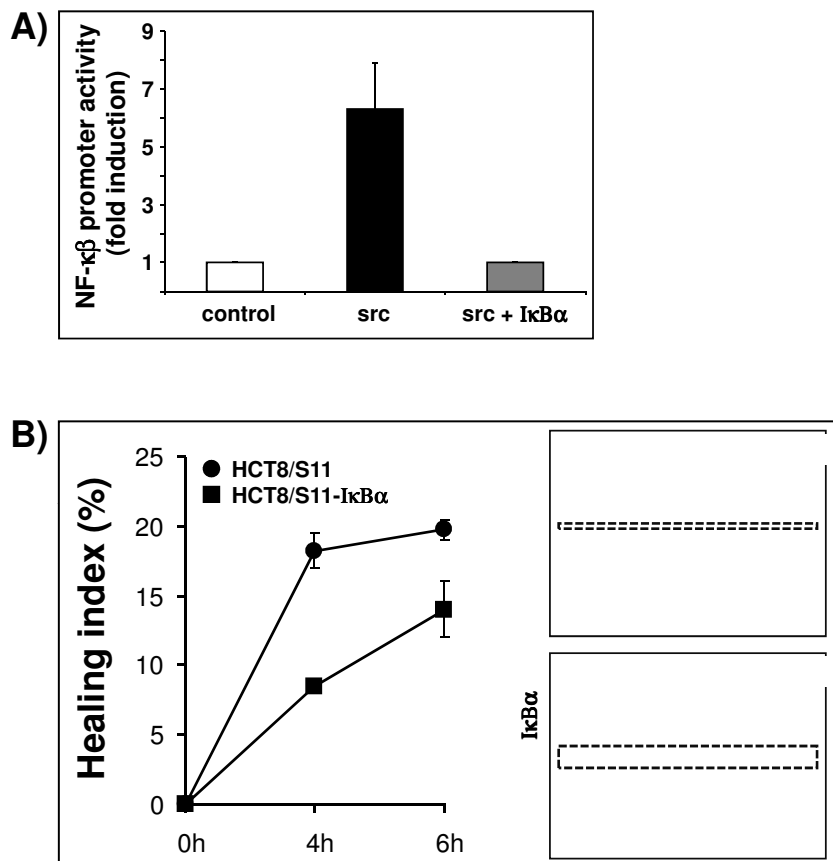 A)
NF-κβ promoter activity
(fold induction)
9
7
5
3
1
control src src + IκBα
B)
Healing index (%)
25
20
15
10
5
0
HCT8/S11
HCT8/S11-IκBα
0h 4h 6h
IκBα